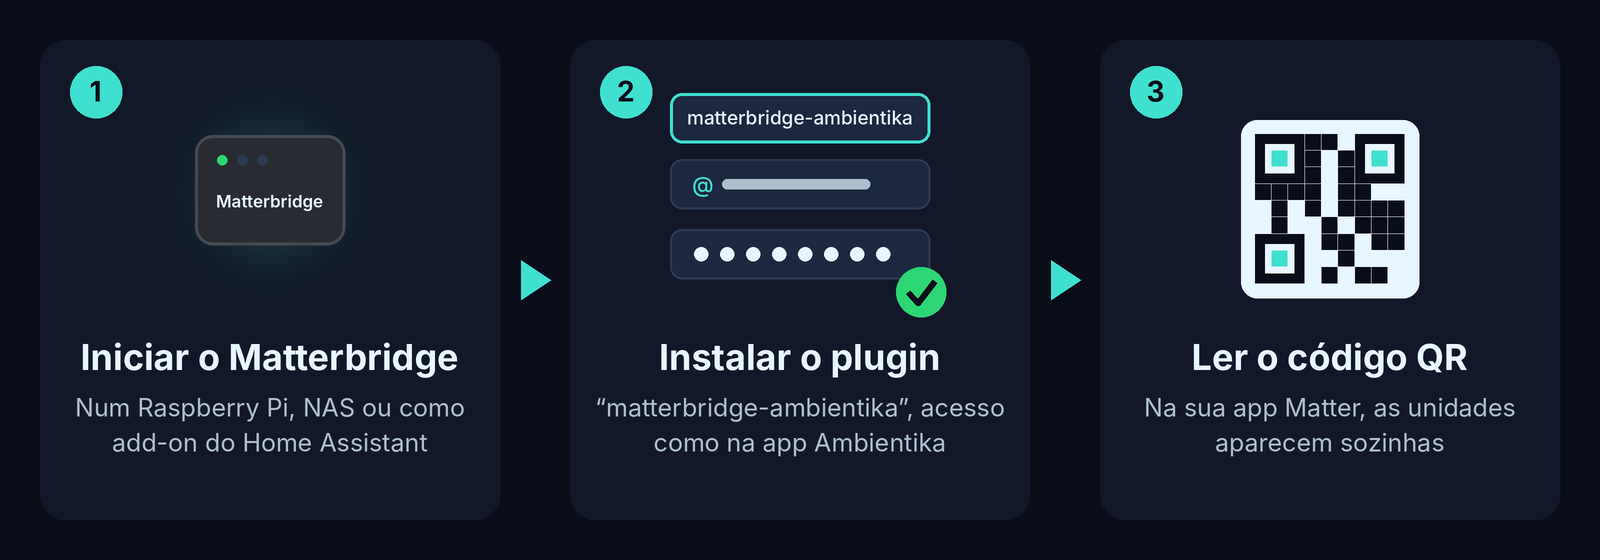 1
Matterbridge
Iniciar o Matterbridge
Num Raspberry Pi, NAS ou como
add-on do Home Assistant
2
matterbridge-ambientika
@
Instalar o plugin
“matterbridge-ambientika”, acesso
como na app Ambientika
3
Ler o código QR
Na sua app Matter, as unidades
aparecem sozinhas